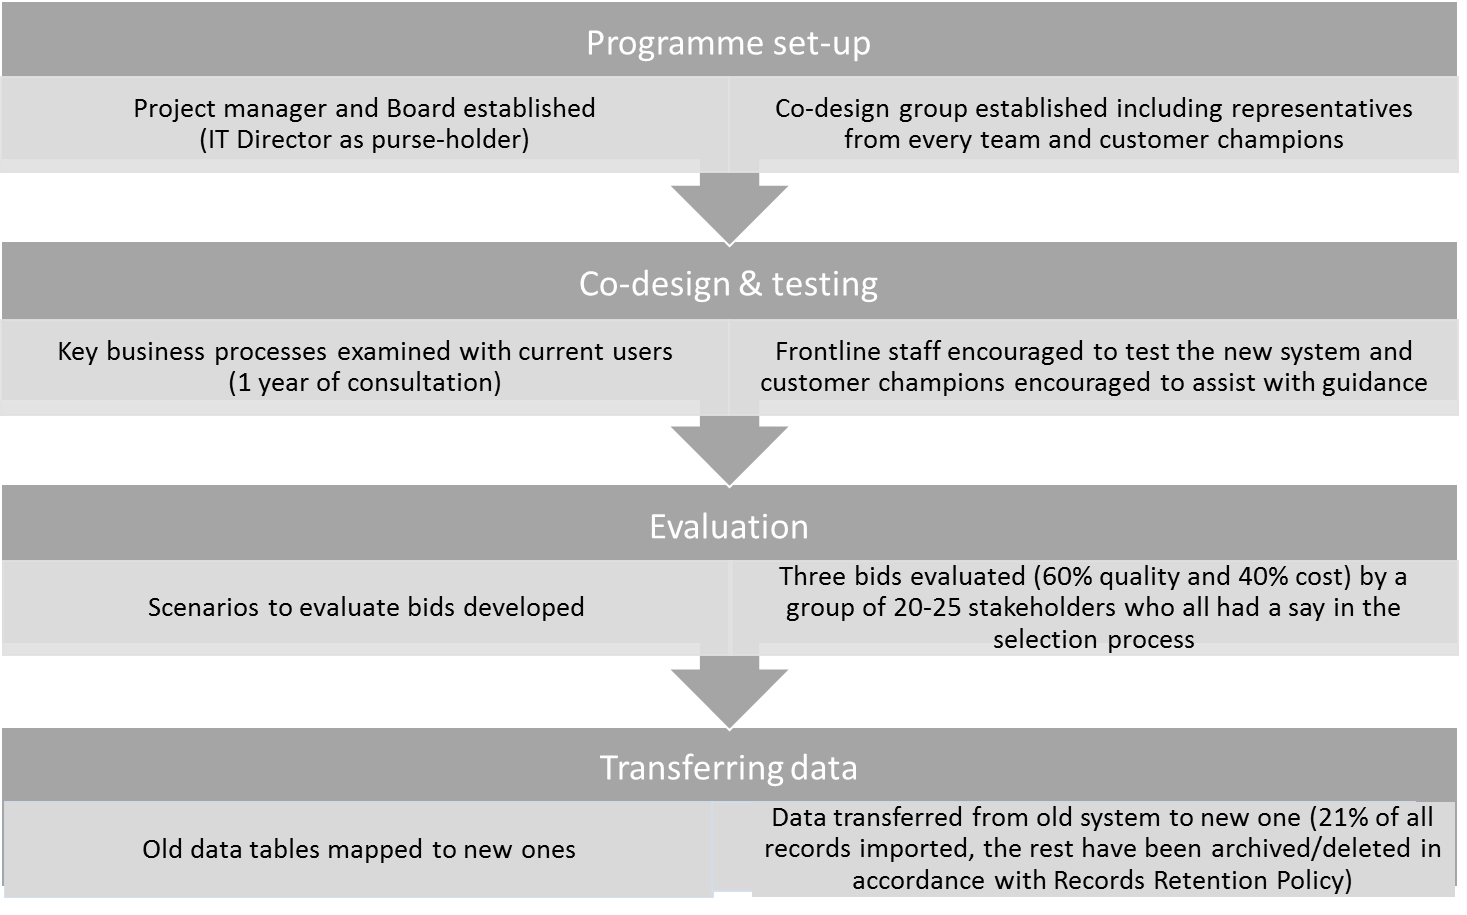 Programme set-up
Project manager and Board established
(IT Director as purse-holder)
Co-design group established including representatives
from every team and customer champions
Co-design & testing
Key business processes examined with current users
(1 year of consultation)
Frontline staff encouraged to test the new system and
customer champions encouraged to assist with guidance
Evaluation
Scenarios to evaluate bids developed
Three bids evaluated (60% quality and 40% cost) by a
group of 20-25 stakeholders who all had a say in the
selection process
Transferring data
Old data tables mapped to new ones
Data transferred from old system to new one (21% of all
records imported, the rest have been archived/deleted in
accordance with Records Retention Policy)